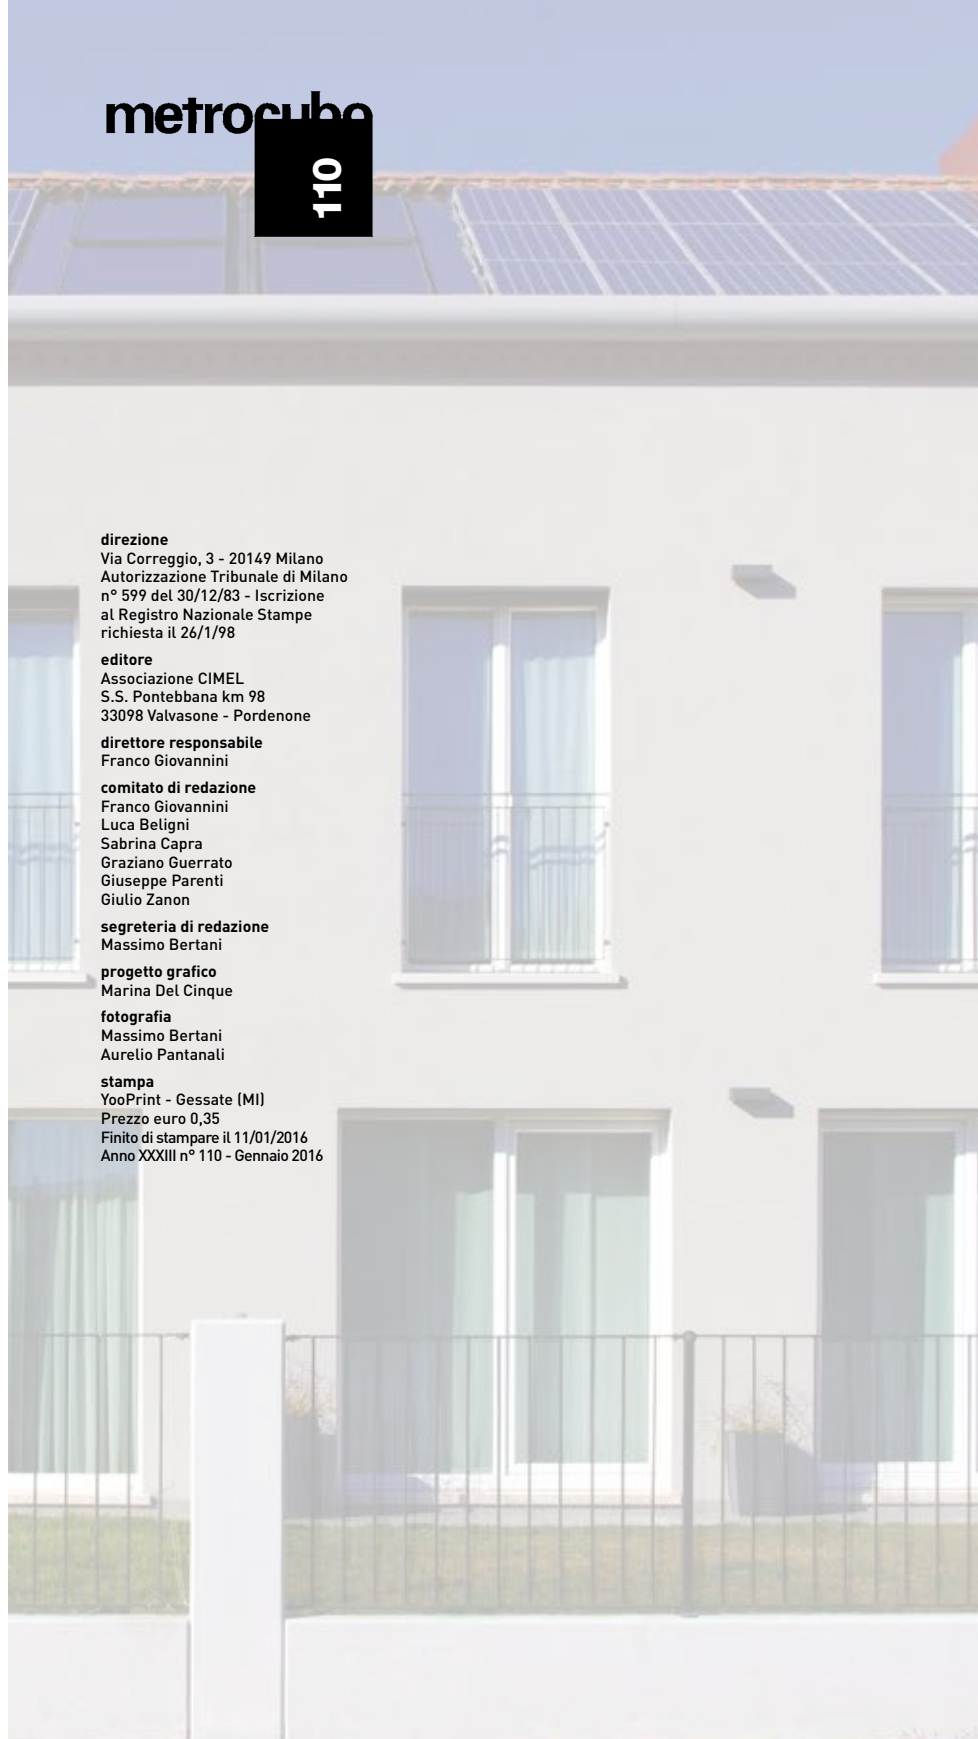 metrocubo
110
direzione
Via Correggio, 3 - 20149 Milano
Autorizzazione Tribunale di Milano
n° 599 del 30/12/83 - Iscrizione
al Registro Nazionale Stampe
richiesta il 26/1/98
editore
Associazione CIMEL
S.S. Pontebbana km 98
33098 Valvasone - Pordenone
direttore responsabile
Franco Giovannini
comitato di redazione
Franco Giovannini
Luca Beligni
Sabrina Capra
Graziano Guerrato
Giuseppe Parenti
Giulio Zanon
segreteria di redazione
Massimo Bertani
progetto grafico
Marina Del Cinque
fotografia
Massimo Bertani
Aurelio Pantanali
stampa
YooPrint - Gessate (MI)
Prezzo euro 0,35
Finito di stampare il 11/01/2016
Anno XXXIII n° 110 - Gennaio 2016